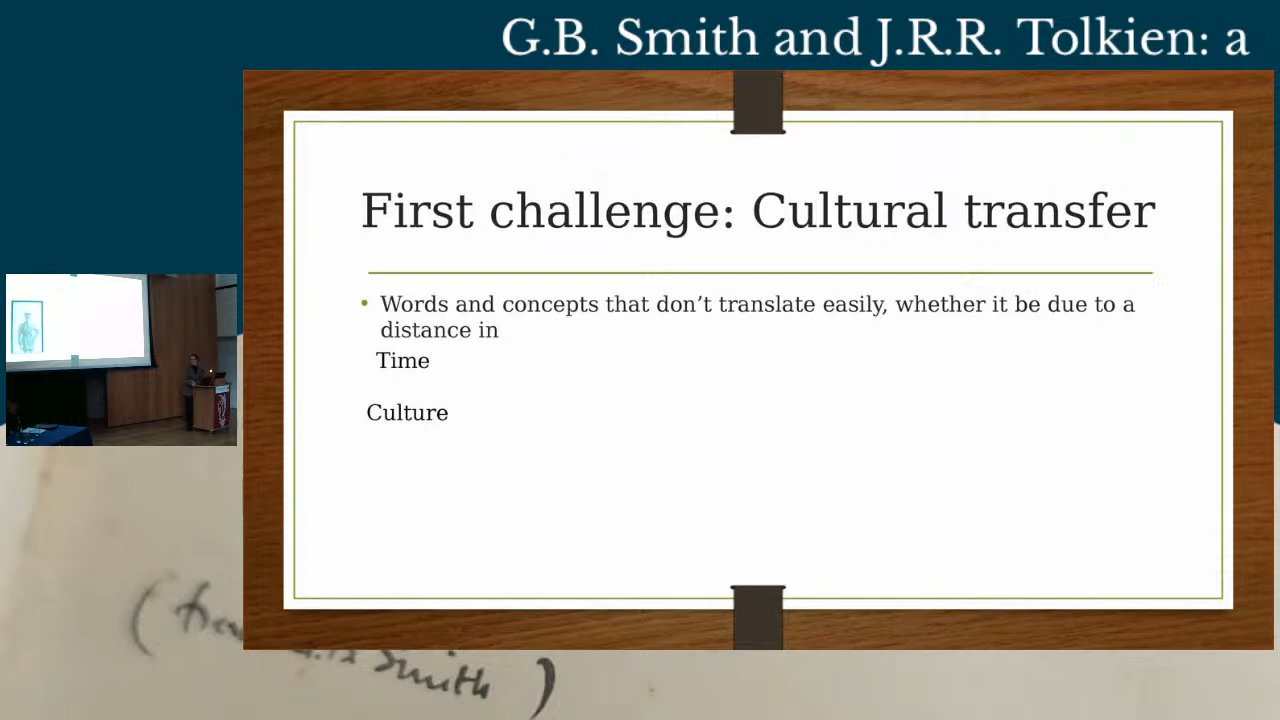 G.B. Smith and J.R.R. Tolkien: a
First challenge: Cultural transfer
• Words and concepts that don’t translate easily, whether it be due to a
distance in
Time
Culture
Smith )